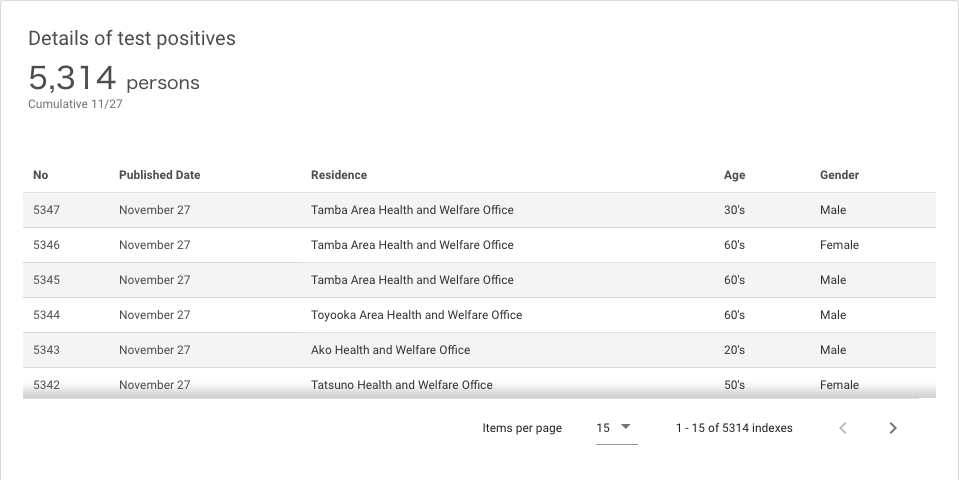 Details of test positives
5,314 persons
Cumulative 11/27
No Published Date Residence Age Gender
5347 November 27 Tamba Area Health and Welfare Office 30's Male
5346 November 27 Tamba Area Health and Welfare Office 60's Female
5345 November 27 Tamba Area Health and Welfare Office 60's Male
5344 November 27 Toyooka Area Health and Welfare Office 60's Male
5343 November 27 Ako Health and Welfare Office 20's Male
5342 November 27 Tatsuno Health and Welfare Office 50's Female
Items per page 15 1 - 15 of 5314 indexes